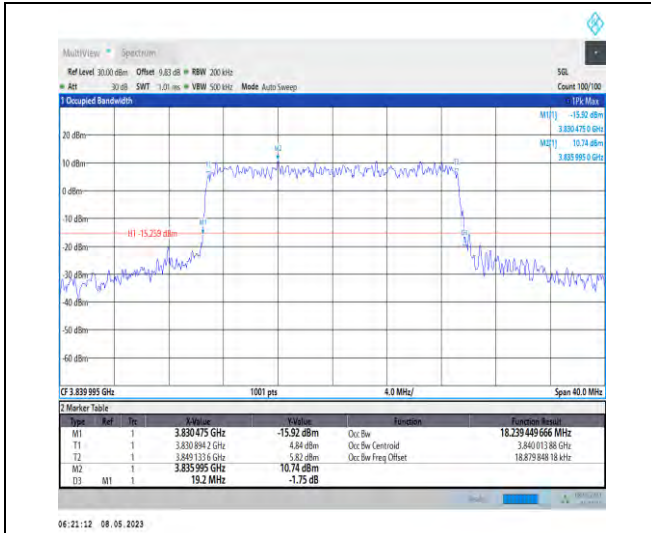 MultiView Spectrum
Ref Level 30.00 dBm Offset 9.83 dB RBW 200 kHz SGL
Att 30 dB SWT 1.01 ms VBW 500 kHz Mode Auto Sweep Count 100/100
1 Occupied Bandwidth 1Pk Max
M1[1] -15.92 dBm
3.830 475 0 GHz
M2[1] 10.74 dBm
3.835 995 0 GHz
20 dBm
M2
10 dBm
0 dBm
-10 dBm
M1
H1 -15.259 dBm
-20 dBm
-30 dBm
-40 dBm
-50 dBm
-60 dBm
CF 3.839 995 GHz 1001 pts 4.0 MHz/ Span 40.0 MHz
2 Marker Table
Type Ref Trc X-Value Y-Value Function Function Result
M1 1 3.830 475 GHz -15.92 dBm Occ Bw 18.239 449 666 MHz
T1 1 3.830 894 2 GHz 4.84 dBm Occ Bw Centroid 3.840 013 88 GHz
T2 1 3.849 133 6 GHz 5.82 dBm Occ Bw Freq Offset 18.879 848 18 kHz
M2 1 3.835 995 GHz 10.74 dBm
D3 M1 1 19.2 MHz -1.75 dB
06:21:12 08.05.2023